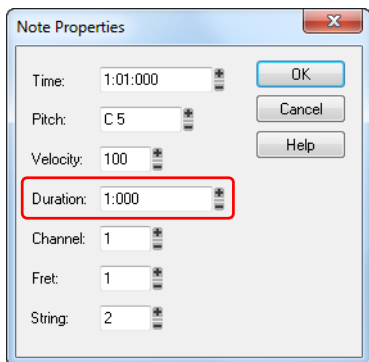 Note Properties
Time: 1:01:000
OK
Pitch: C 5
Cancel
Velocity: 100
Help
Duration: 1:000
Channel: 1
Fret: 1
String: 2